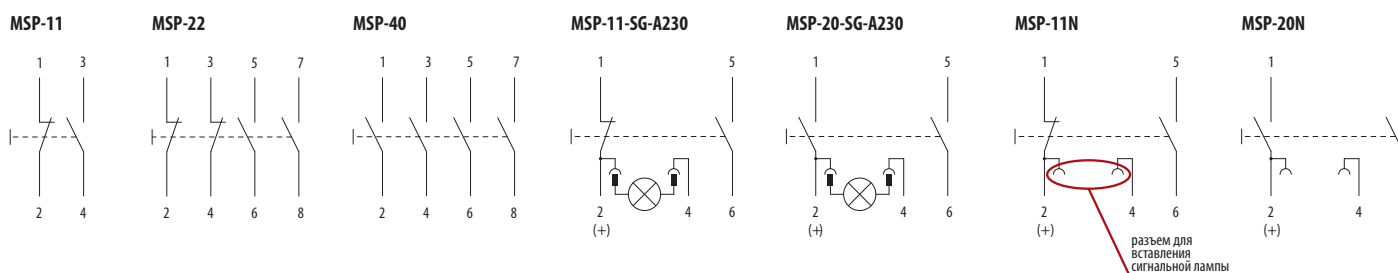 MSP-11 MSP-22 MSP-40 MSP-11-SG-A230 MSP-20-SG-A230 MSP-11N MSP-20N
1 3 1 3 5 7 1 3 5 7 1 5 1 5 1 5 1
2 4 2 4 6 8 2 4 6 8 2 4 6 2 4 6 2 4 6 2 4
(+) (+) (+) (+)
разъем для
вставления
сигнальной лампы